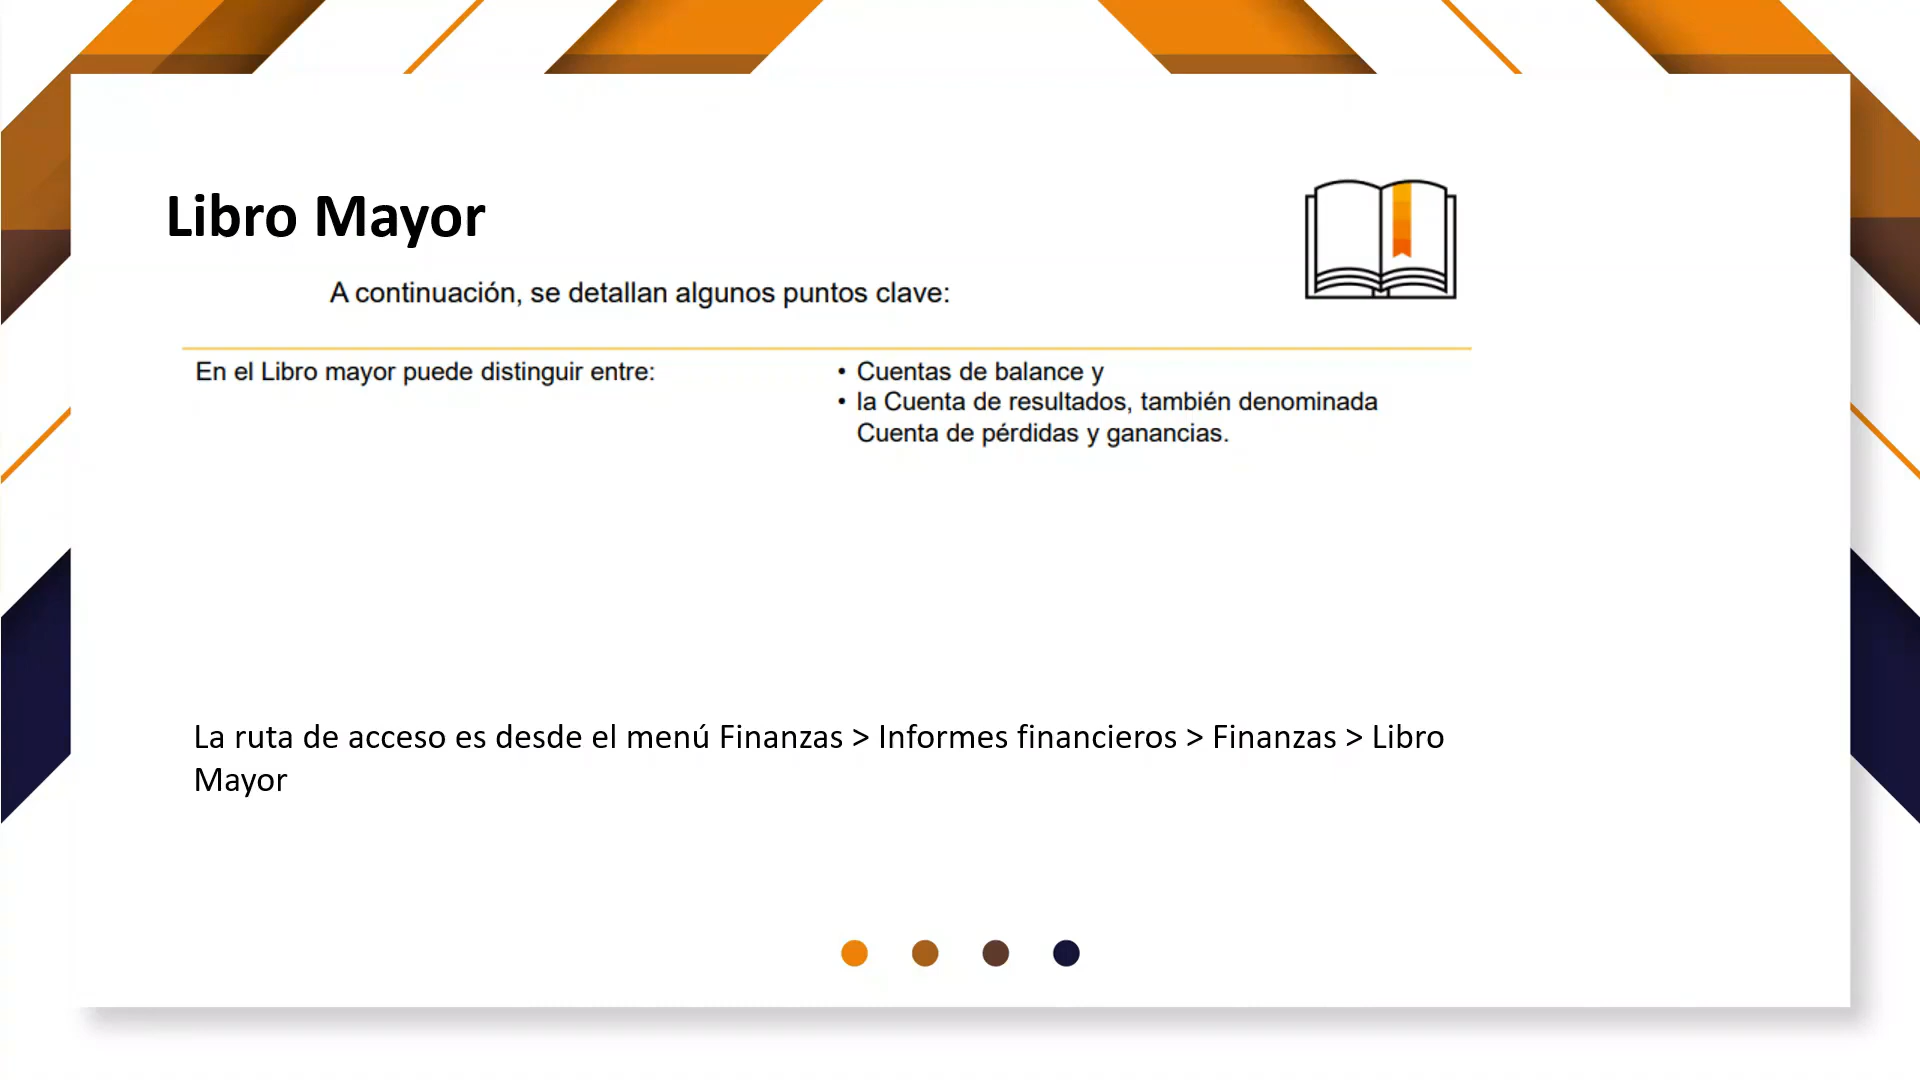 Libro Mayor
A continuación, se detallan algunos puntos clave:
En el Libro mayor puede distinguir entre:
• Cuentas de balance y
• la Cuenta de resultados, también denominada
Cuenta de pérdidas y ganancias.
La ruta de acceso es desde el menú Finanzas > Informes financieros > Finanzas > Libro
Mayor